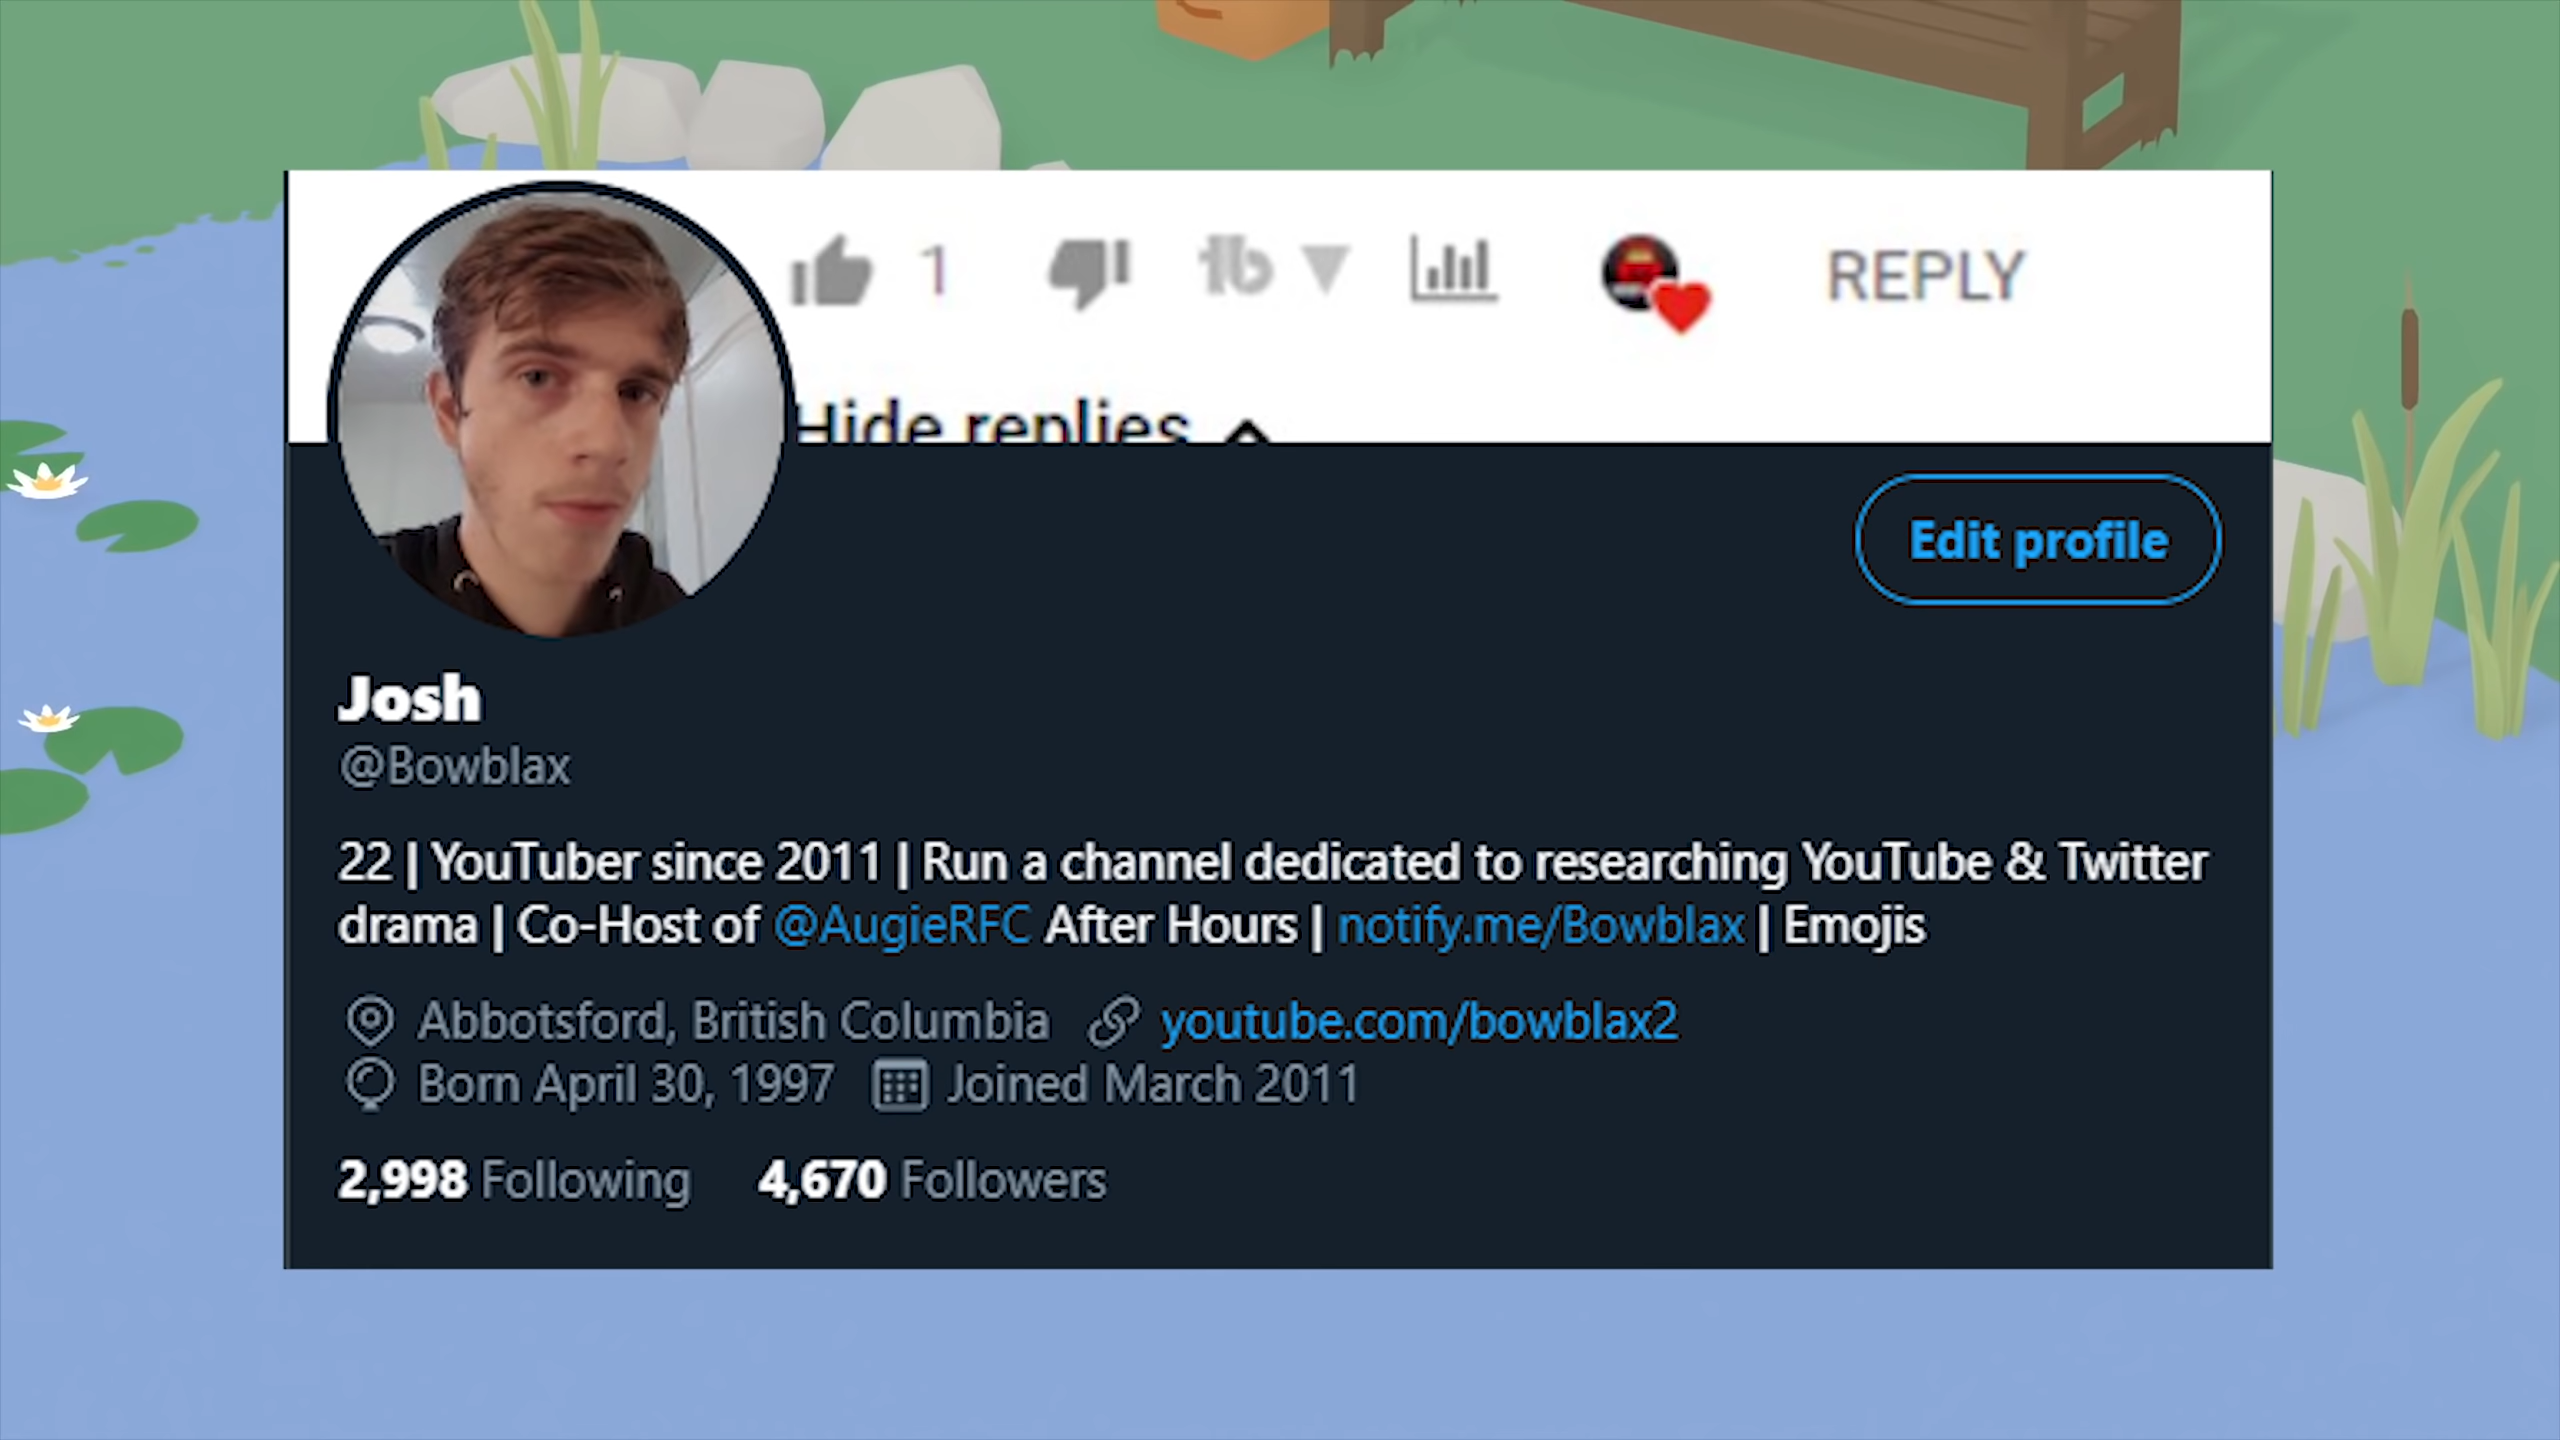 1 REPLY
Hide replies
Edit profile
Josh
@Bowblax
22 | YouTuber since 2011 | Run a channel dedicated to researching YouTube & Twitter
drama | Co-Host of @AugieRFC After Hours | notify.me/Bowblax | Emojis
Abbotsford, British Columbia youtube.com/bowblax2
Born April 30, 1997 Joined March 2011
2,998 Following 4,670 Followers